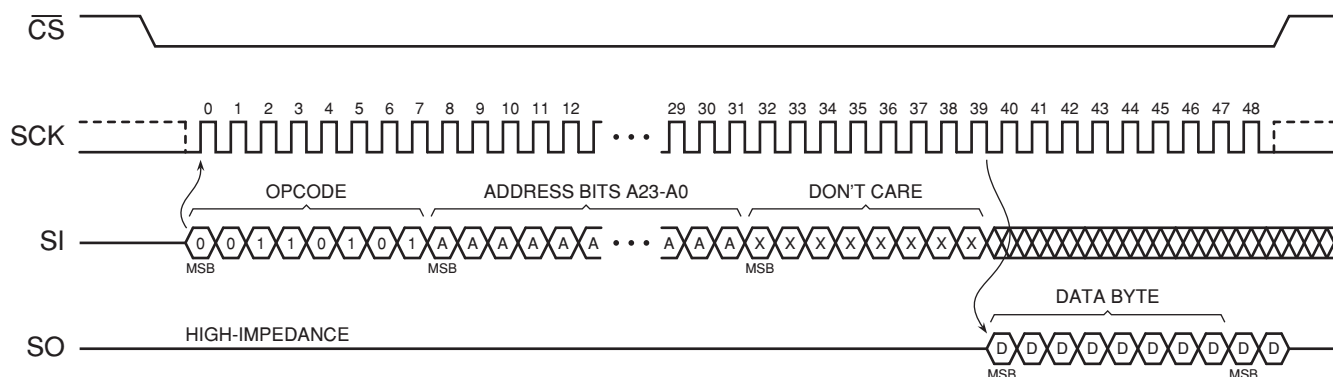 CS
SCK 0 1 2 3 4 5 6 7 8 9 10 11 12 • • • 29 30 31 32 33 34 35 36 37 38 39 40 41 42 43 44 45 46 47 48
OPCODE ADDRESS BITS A23-A0 DON'T CARE
SI 0 0 1 1 0 1 0 1 A A A A A A • • • A A A X X X X X X X X
MSB MSB MSB
DATA BYTE
HIGH-IMPEDANCE
SO D D D D D D D D D D
MSB MSB